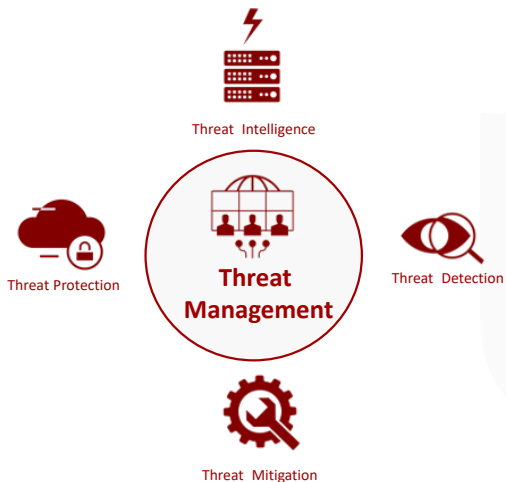 Threat Intelligence
Threat Protection
Threat
Management
Threat Detection
Threat Mitigation